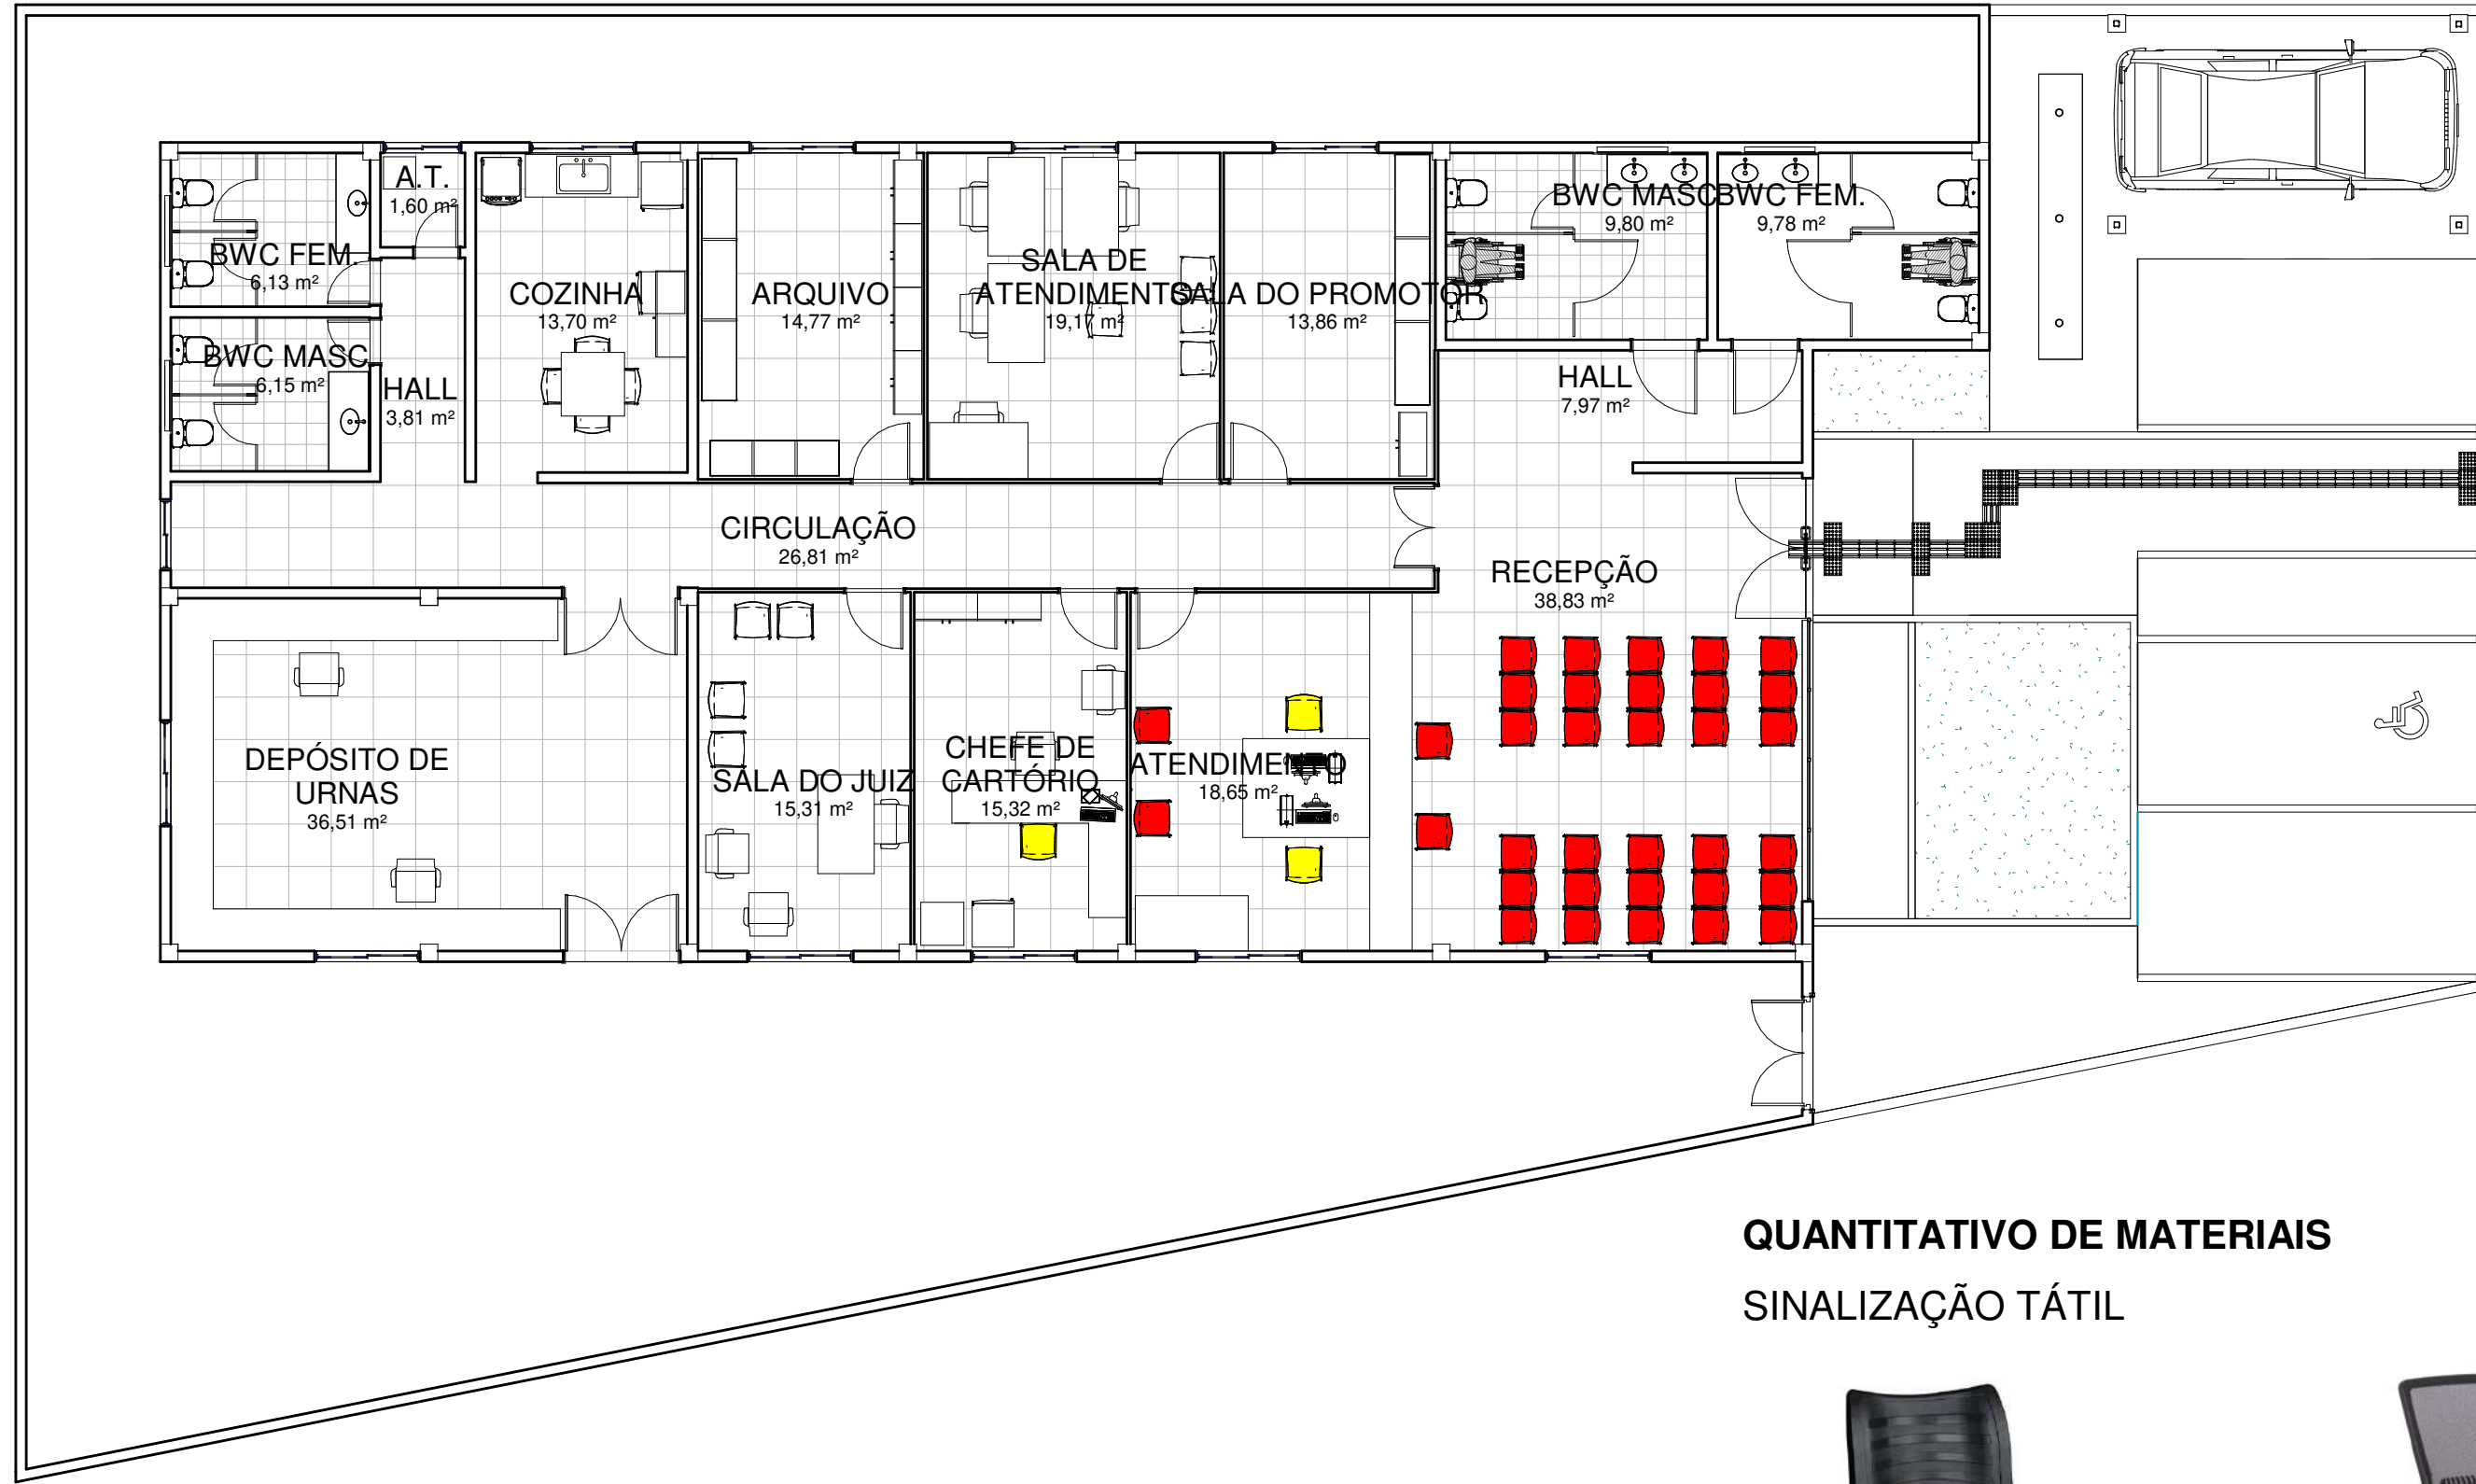 A.T.
1,60 m²
BWC FEM.
6,13 m²
BWC MASC.
6,15 m²
HALL
3,81 m²
COZINHA
13,70 m²
ARQUIVO
14,77 m²
SALA DE
ATENDIMENTO
19,17 m²
SALA DO PROMOTOR
13,86 m²
BWC MASC.
9,80 m²
BWC FEM.
9,78 m²
HALL
7,97 m²
CIRCULAÇÃO
26,81 m²
RECEPÇÃO
38,83 m²
DEPÓSITO DE
URNAS
36,51 m²
SALA DO JUIZ
15,31 m²
CHEFE DE
CARTÓRIO
15,32 m²
ATENDIMENTO
18,65 m²
QUANTITATIVO DE MATERIAIS
SINALIZAÇÃO TÁTIL